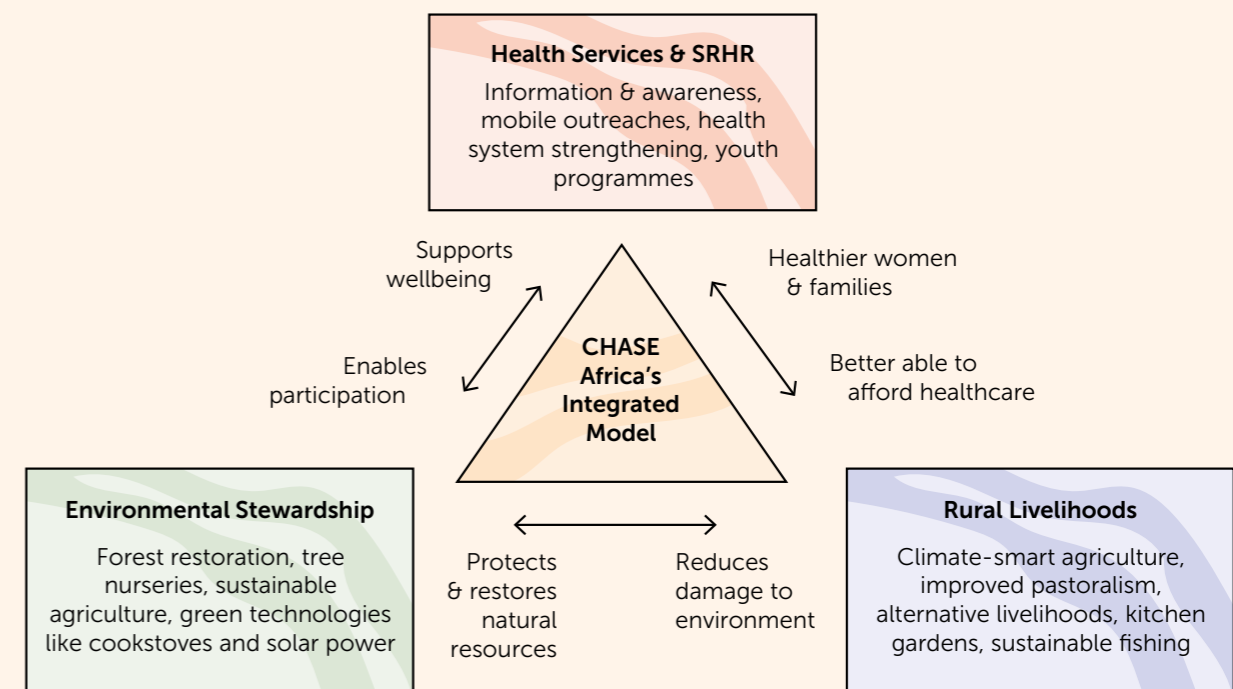 Health Services & SRHR
Information & awareness,
mobile outreaches, health
system strengthening, youth
programmes
Supports
wellbeing
Healthier women
& families
Enables
participation
Better able to
afford healthcare
CHASE
Africa’s
Integrated
Model
Environmental Stewardship
Forest restoration, tree
nurseries, sustainable
agriculture, green technologies
like cookstoves and solar power
Protects
& restores
natural
resources
Reduces
damage to
environment
Rural Livelihoods
Climate-smart agriculture,
improved pastoralism,
alternative livelihoods, kitchen
gardens, sustainable fishing